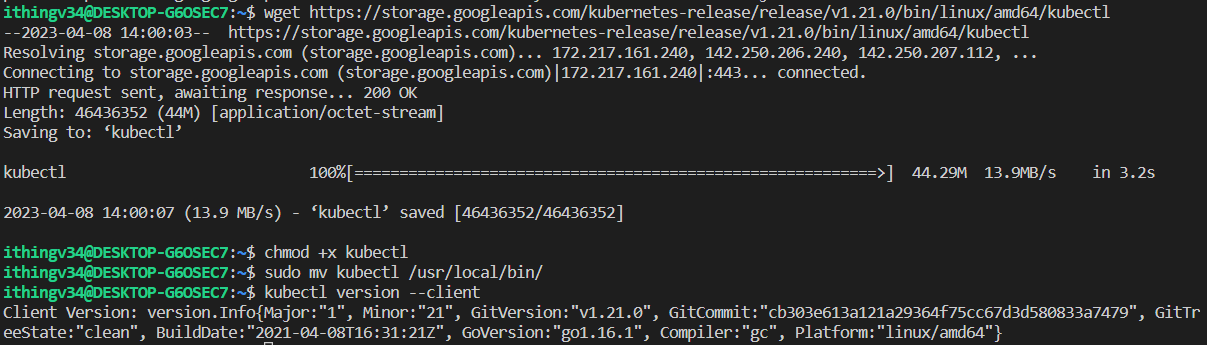 ithingv34@DESKTOP-G6OSEC7:~$ wget https://storage.googleapis.com/kubernetes-release/release/v1.21.0/bin/linux/amd64/kubectl
--2023-04-08 14:00:03--  https://storage.googleapis.com/kubernetes-release/release/v1.21.0/bin/linux/amd64/kubectl
Resolving storage.googleapis.com (storage.googleapis.com)... 172.217.161.240, 142.250.206.240, 142.250.207.112, ...
Connecting to storage.googleapis.com (storage.googleapis.com)|172.217.161.240|:443... connected.
HTTP request sent, awaiting response... 200 OK
Length: 46436352 (44M) [application/octet-stream]
Saving to: ‘kubectl’
kubectl                             100%[==========================================================>]  44.29M  13.9MB/s    in 3.2s
2023-04-08 14:00:07 (13.9 MB/s) - ‘kubectl’ saved [46436352/46436352]
ithingv34@DESKTOP-G6OSEC7:~$ chmod +x kubectl
ithingv34@DESKTOP-G6OSEC7:~$ sudo mv kubectl /usr/local/bin/
ithingv34@DESKTOP-G6OSEC7:~$ kubectl version --client
Client Version: version.Info{Major:"1", Minor:"21", GitVersion:"v1.21.0", GitCommit:"cb303e613a121a29364f75cc67d3d580833a7479", GitTr
eeState:"clean", BuildDate:"2021-04-08T16:31:21Z", GoVersion:"go1.16.1", Compiler:"gc", Platform:"linux/amd64"}